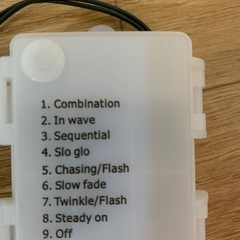 1. Combination
2. In wave
3. Sequential
4. Slo glo
5. Chasing/Flash
6. Slow fade
7. Twinkle/Flash
8. Steady on
9. Off